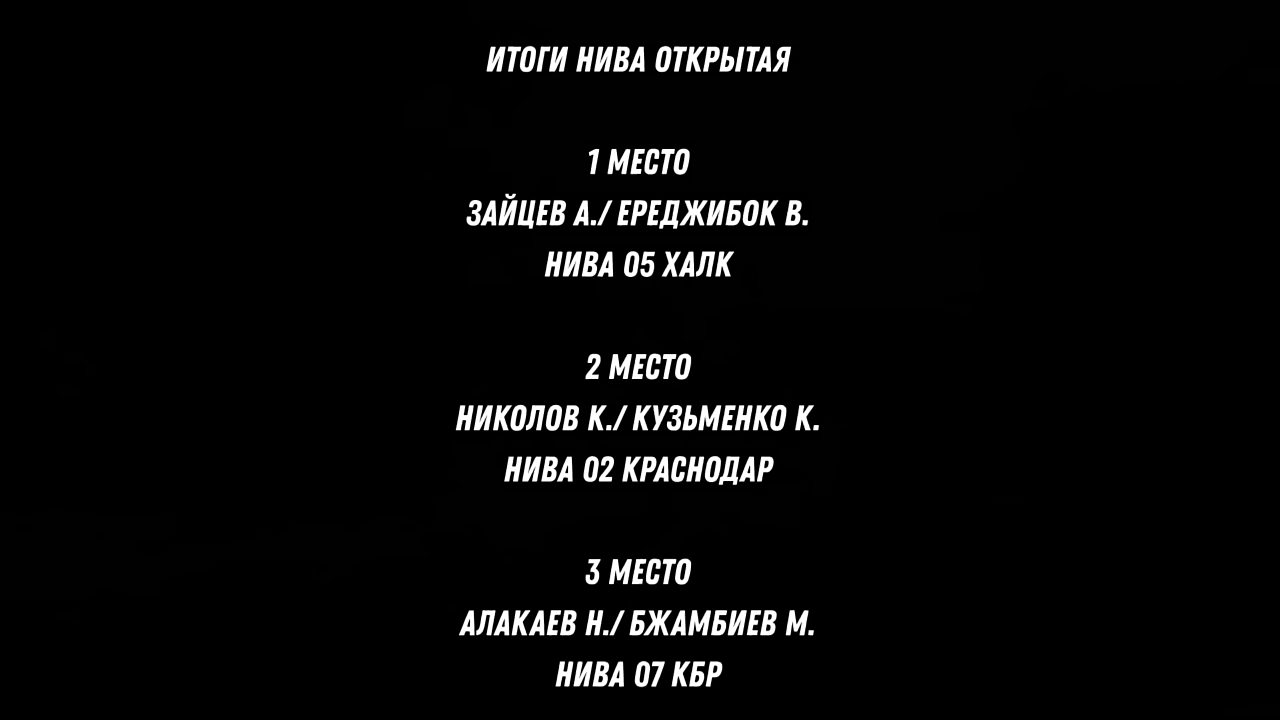 ИТОГИ НИВА ОТКРЫТАЯ
1 МЕСТО
ЗАЙЦЕВ А./ ЕРЕДЖИБОК В.
НИВА 05 ХАЛК
2 МЕСТО
НИКОЛОВ К./ КУЗЬМЕНКО К.
НИВА 02 КРАСНОДАР
3 МЕСТО
АЛАКАЕВ Н./ БЖАМБИЕВ М.
НИВА 07 КБР